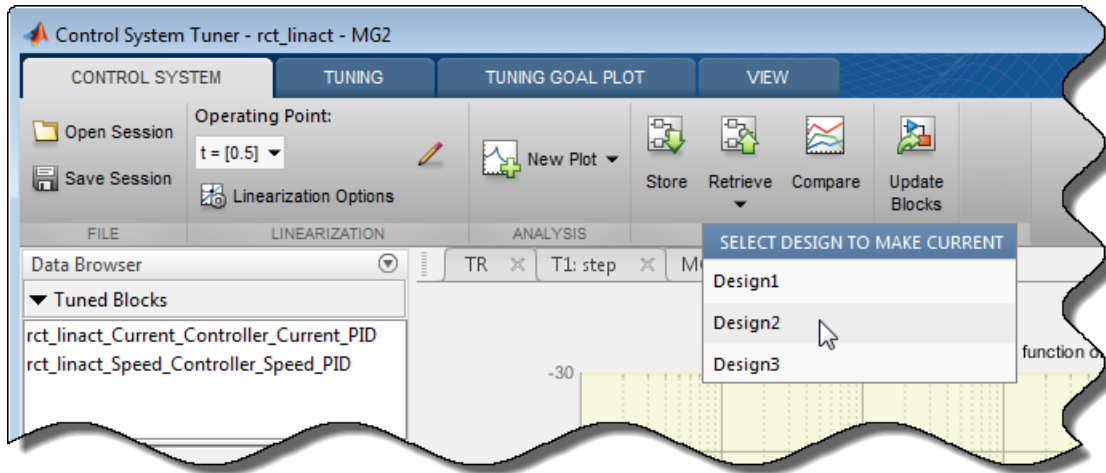 Control System Tuner - rct_linact - MG2
CONTROL SYSTEM TUNING TUNING GOAL PLOT VIEW
Open Session
Save Session
FILE
Operating Point:
t = [0.5]
Linearization Options
LINEARIZATION
New Plot
ANALYSIS
Store
Retrieve
Compare
Update
Blocks
SELECT DESIGN TO MAKE CURRENT
Design1
Design2
Design3
Data Browser
Tuned Blocks
rct_linact_Current_Controller_Current_PID
rct_linact_Speed_Controller_Speed_PID
TR T1: step
function
-30